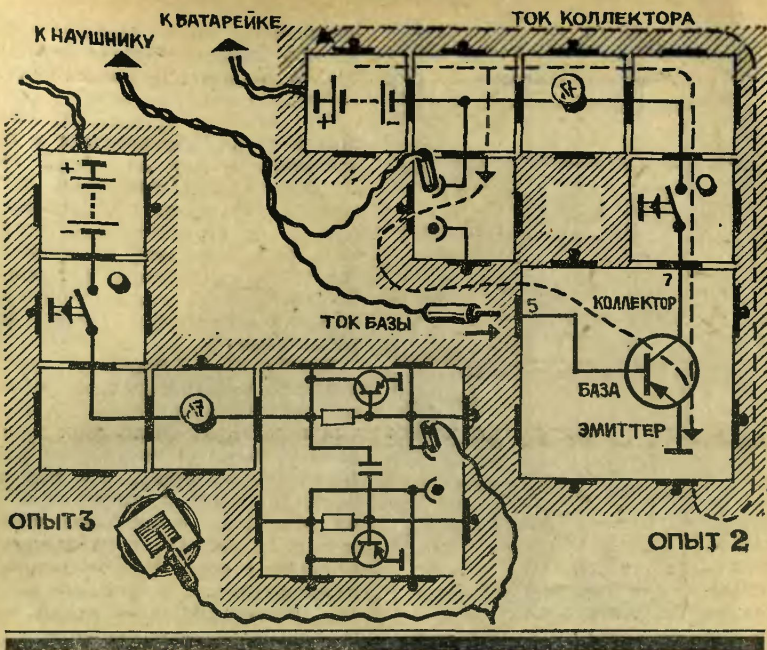 К НАУШНИКУ
К БАТАРЕЙКЕ
ТОК КОЛЛЕКТОРА
+
-
+
-
ТОК БАЗЫ
5
7
КОЛЛЕКТОР
БАЗА
ЭМИТТЕР
ОПЫТ 3
ОПЫТ 2